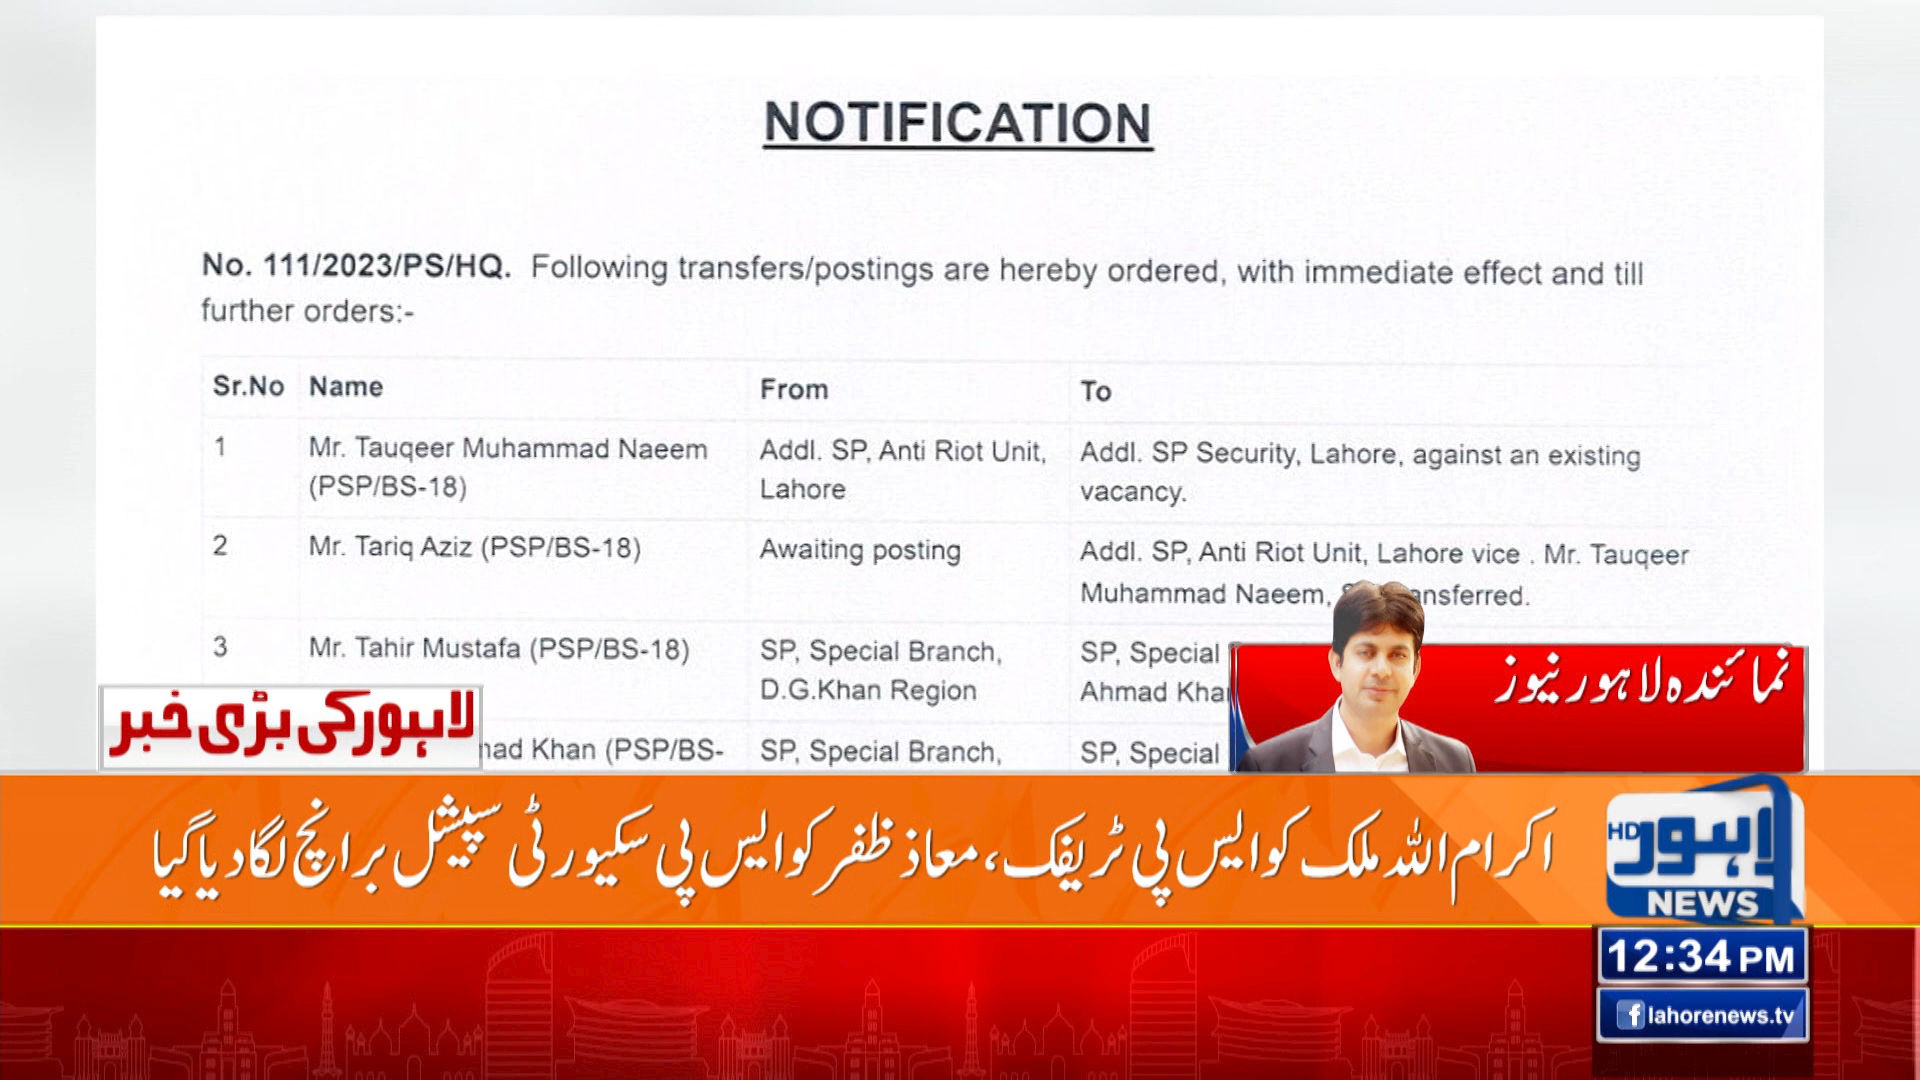 NOTIFICATION
No. 111/2023/PS/HQ. Following transfers/postings are hereby ordered, with immediate effect and till
further orders:-
Sr.No Name From To
1 Mr. Tauqeer Muhammad Naeem Addl. SP, Anti Riot Unit, Addl. SP Security, Lahore, against an existing
(PSP/BS-18) Lahore vacancy.
2 Mr. Tariq Aziz (PSP/BS-18) Awaiting posting Addl. SP, Anti Riot Unit, Lahore vice . Mr. Tauqeer
Muhammad Naeem, ansferred.
3 Mr. Tahir Mustafa (PSP/BS-18) SP, Special Branch, SP, Special
D.G.Khan Region Ahmad Kha
Khan (PSP/BS- SP, Special Branch, SP, Special
نمائندہ لاہور نیوز
لاہور کی بڑی خبر
اکرام اللہ ملک کو ایس پی ٹریفک، معاذ ظفر کو ایس پی سکیورٹی سپیشل برانچ لگا دیا گیا
HD لاہور
NEWS
12:34 PM
lahorenews.tv